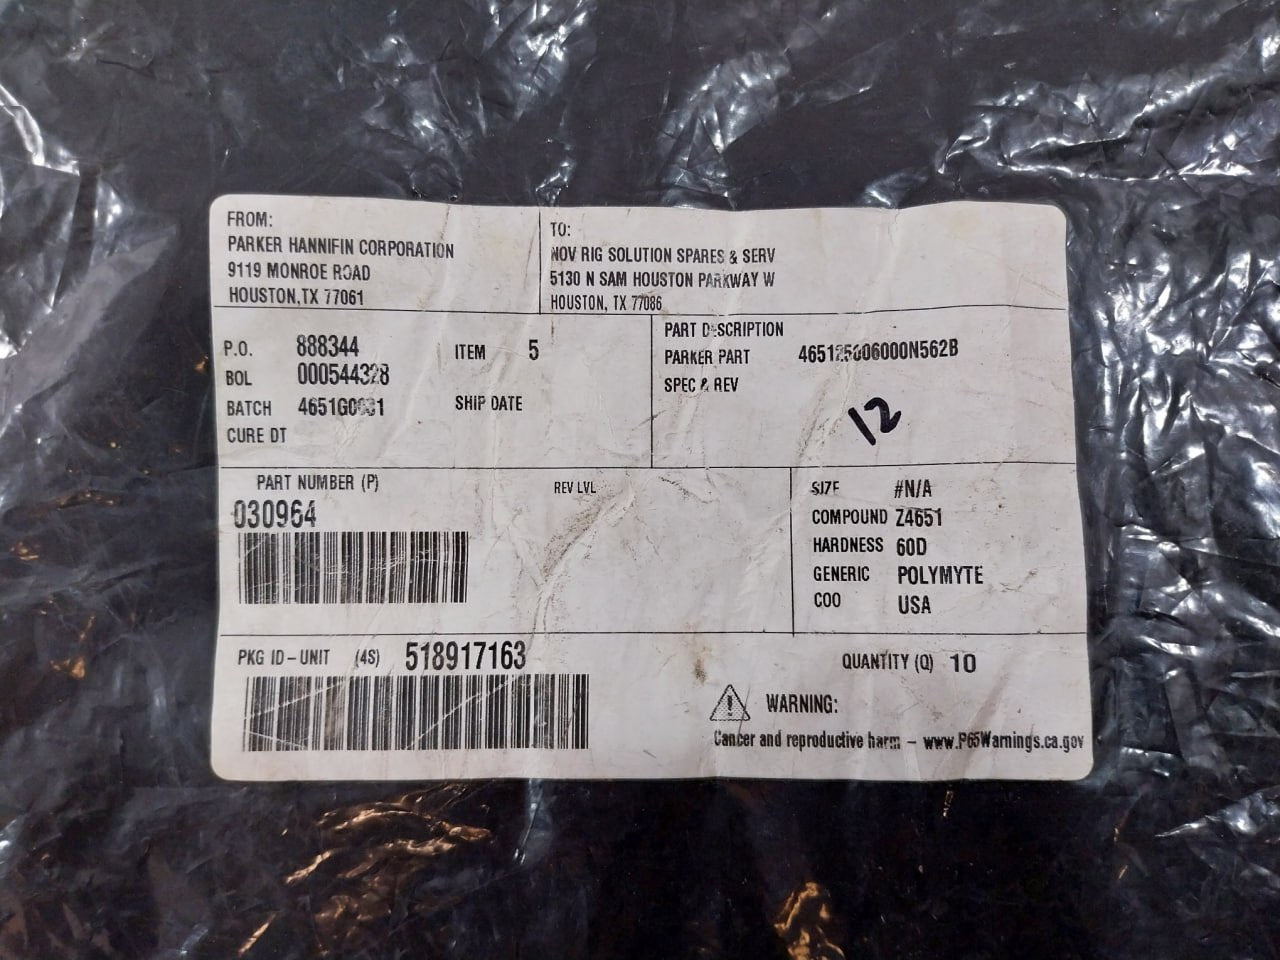 FROM:
PARKER HANNIFIN CORPORATION
9119 MONROE ROAD
HOUSTON, TX 77061
TO:
NOV RIG SOLUTION SPARES & SERV
5130 N SAM HOUSTON PARKWAY W
HOUSTON, TX 77086
P.O. 888344
ITEM 5
BOL 000544328
BATCH
SHIP DATE
CURE DT
PART DESCRIPTION
PARKER PART
SPEC & REV
12
PART NUMBER (P)
030964
REV LVL
SIZE #N/A
COMPOUND Z4651
HARDNESS 60D
GENERIC POLYMYTE
COO USA
PKG ID-UNIT (4S) 518917163
QUANTITY (Q) 10
WARNING:
Cancer and reproductive harm - www.P65Warnings.ca.gov